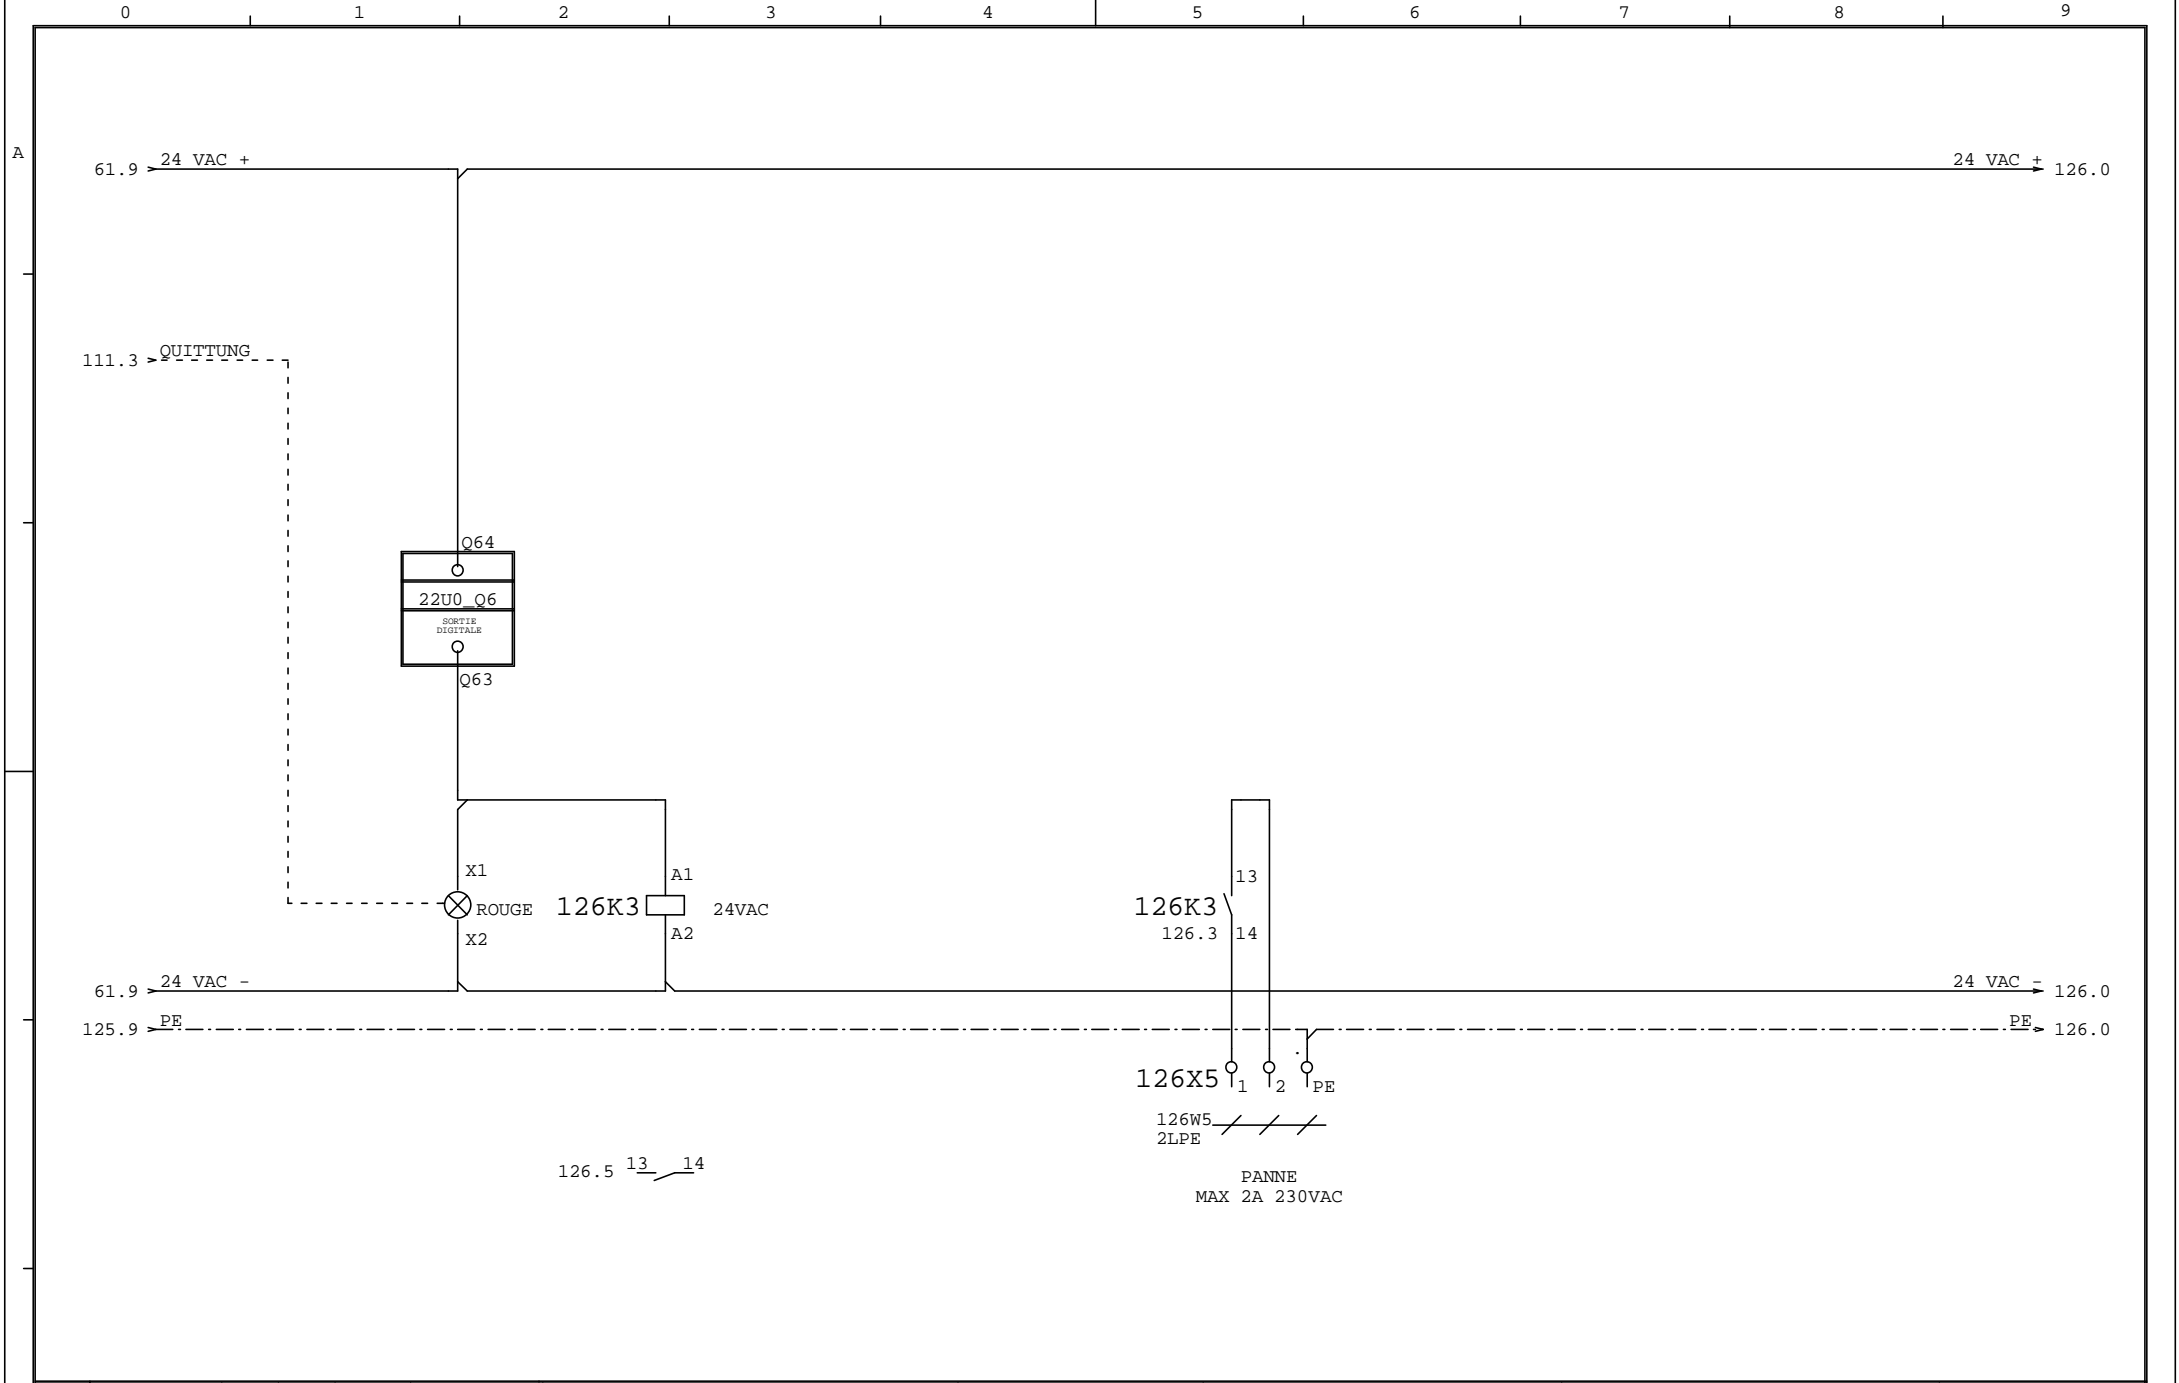 0 1 2 3 4 5 6 7 8 9
A
24 VAC +
61.9
24 VAC +
126.0
QUITTUNG
111.3
Q64
22U0_Q6
SORTIE
DIGITALE
Q63
X1
ROUGE
X2
A1
126K3
24VAC
A2
13
126K3
126.3
14
24 VAC -
61.9
24 VAC -
126.0
PE
125.9
PE
126.0
126X5
1
2
PE
126W5
2LPE
126.5
13
14
PANNE
MAX 2A 230VAC